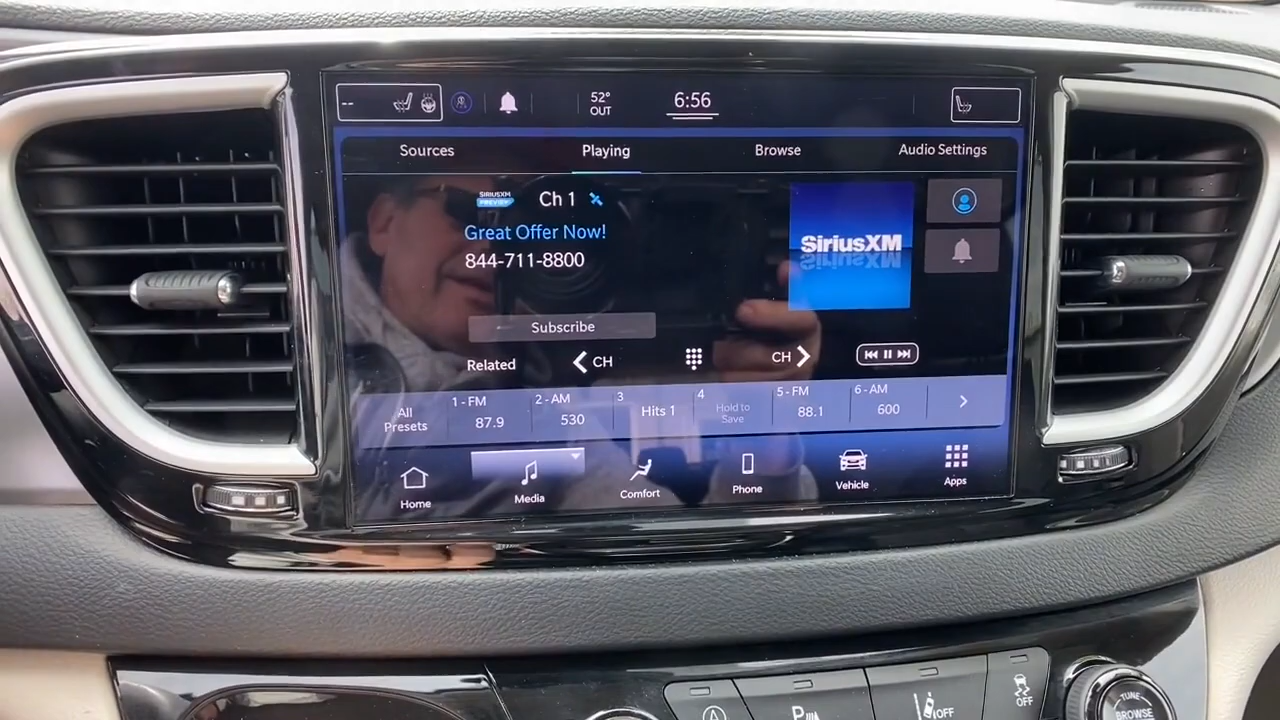 --
52°
OUT
6:56
Sources
Playing
Browse
Audio Settings
SIRIUSXM
PREVIEW
Ch 1
Great Offer Now!
844-711-8800
SiriusXM
Subscribe
Related
CH
CH
All
Presets
1 - FM
87.9
2 - AM
530
3
Hits 1
4
Hold to
Save
5 - FM
88.1
6 - AM
600
Home
Media
Comfort
Phone
Vehicle
Apps
A
P
OFF
OFF
TUNE
BROWSE